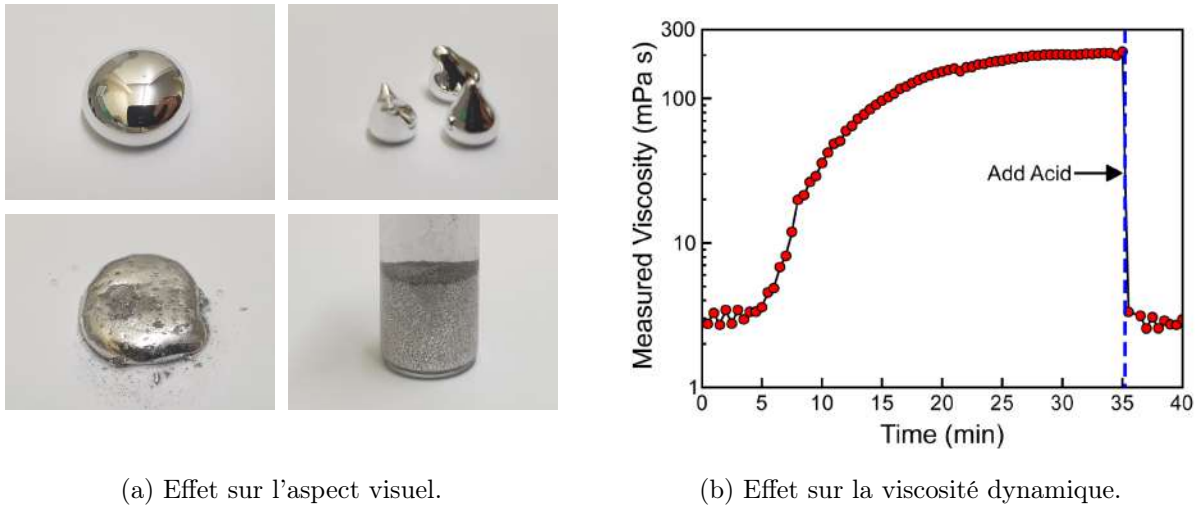 300
100
10
1
Measured Viscosity (mPa s)
Add Acid
0 5 10 15 20 25 30 35 40
Time (min)
(a) Effet sur l'aspect visuel.
(b) Effet sur la viscosité dynamique.